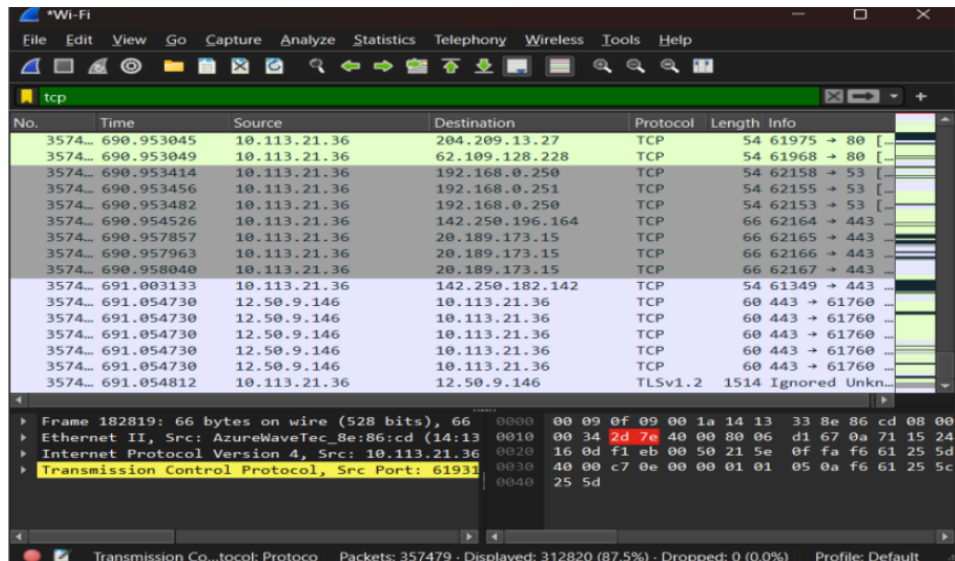 *Wi-Fi
File Edit View Go Capture Analyze Statistics Telephony Wireless Tools Help
tcp
No. Time Source Destination Protocol Length Info
3574... 690.953045 10.113.21.36 204.209.13.27 TCP 54 61975 → 80 [...
3574... 690.953049 10.113.21.36 62.109.128.228 TCP 54 61968 → 80 [...
3574... 690.953414 10.113.21.36 192.168.0.250 TCP 54 62158 → 53 [...
3574... 690.953456 10.113.21.36 192.168.0.251 TCP 54 62155 → 53 [...
3574... 690.953482 10.113.21.36 192.168.0.250 TCP 54 62153 → 53 [...
3574... 690.954526 10.113.21.36 142.250.196.164 TCP 66 62164 → 443 ...
3574... 690.957857 10.113.21.36 20.189.173.15 TCP 66 62165 → 443 ...
3574... 690.957963 10.113.21.36 20.189.173.15 TCP 66 62166 → 443 ...
3574... 690.958040 10.113.21.36 20.189.173.15 TCP 66 62167 → 443 ...
3574... 691.003133 10.113.21.36 142.250.182.142 TCP 54 61349 → 443 ...
3574... 691.054730 12.50.9.146 10.113.21.36 TCP 60 443 → 61760 ...
3574... 691.054730 12.50.9.146 10.113.21.36 TCP 60 443 → 61760 ...
3574... 691.054730 12.50.9.146 10.113.21.36 TCP 60 443 → 61760 ...
3574... 691.054730 12.50.9.146 10.113.21.36 TCP 60 443 → 61760 ...
3574... 691.054730 12.50.9.146 10.113.21.36 TCP 60 443 → 61760 ...
3574... 691.054812 10.113.21.36 12.50.9.146 TLSv1.2 1514 Ignored Unkn...
Frame 182819: 66 bytes on wire (528 bits), 66
Ethernet II, Src: AzureWaveTec_8e:86:cd (14:13
Internet Protocol Version 4, Src: 10.113.21.36
Transmission Control Protocol, Src Port: 61931
0000 00 09 0f 09 00 1a 14 13 33 8e 86 cd 08 00
0010 00 34 2d 7e 40 00 80 06 d1 67 0a 71 15 24
0020 16 0d f1 eb 00 50 21 5e 0f fa f6 61 25 5d
0030 40 00 c7 0e 00 00 01 01 05 0a f6 61 25 5c
0040 25 5d
Transmission Co...tocol: Protoco Packets: 357479 · Displayed: 312820 (87.5%) · Dropped: 0 (0.0%) Profile: Default